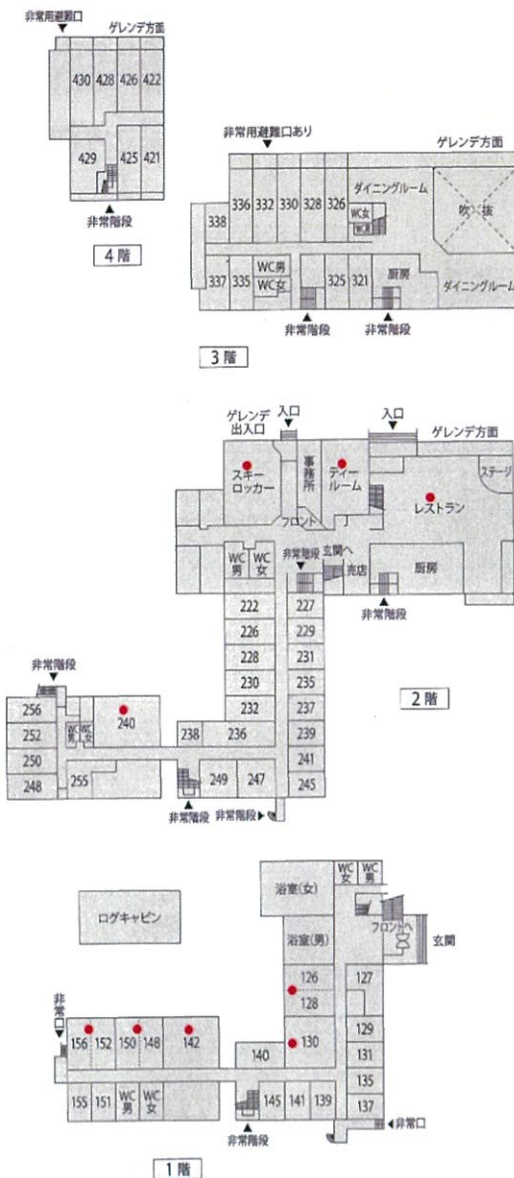 非常用避難口
ゲレンデ方面
430 428 426 422
429 425 421
非常階段
4階
非常用避難口あり
ゲレンデ方面
338 336 332 330 328 326
ダイニングルーム
WC女
WC男
吹抜
337 335
WC男
WC女
325 321
厨房
ダイニングルーム
非常階段
非常階段
3階
ゲレンデ
出入口
入口
入口
ゲレンデ方面
スキー
ロッカー
事務所
ティー
ルーム
ステージ
レストラン
フロント
WC男
WC女
非常階段
玄関へ
売店
厨房
非常階段
222 227
226 229
228 231
230 235
232 237
2階
非常階段
256
252
250
248
WC男
WC女
240
255
238 236
239
241
245
249 247
非常階段
非常階段
WC女
WC男
浴室(女)
ログキャビン
浴室(男)
フロントへ
玄関
126
128
127
130
129
131
135
137
非常口
156 152 150 148 142
140
155 151
WC男
WC女
145 141 139
非常階段
非常口
1階